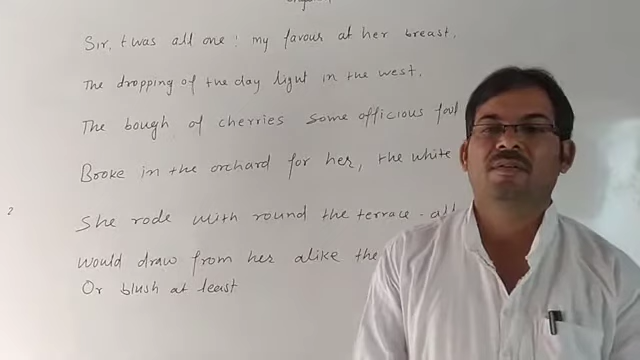 Sir, t was all one! my favour at her breast,
The dropping of the day light in the west,
The bough of cherries some officious fool
Broke in the orchard for her, the white
2
She rode with round the terrace - all
would draw from her alike the
Or blush at least